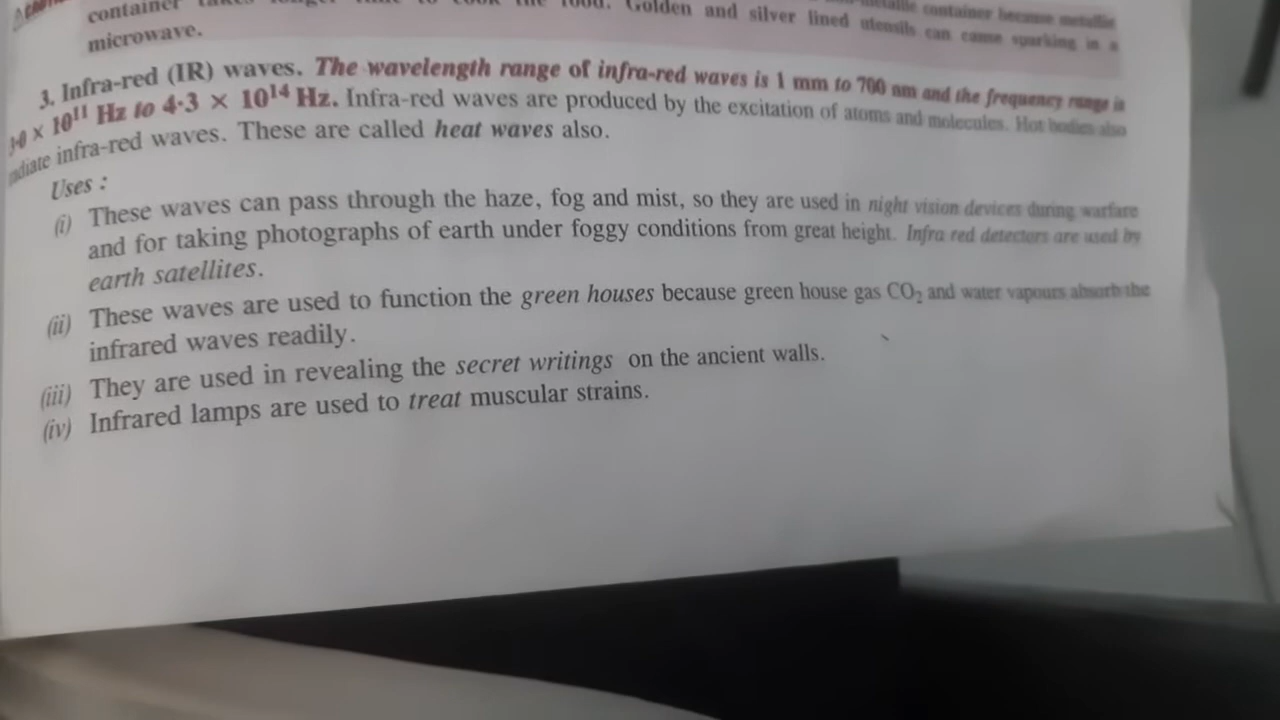 container takes longer time to cook the food. Golden and silver lined utensils can cause sparking in a
microwave.
3. Infra-red (IR) waves. The wavelength range of infra-red waves is 1 mm to 700 nm and the frequency range is
3·0 × 10¹¹ Hz to 4·3 × 10¹⁴ Hz. Infra-red waves are produced by the excitation of atoms and molecules. Hot bodies also
radiate infra-red waves. These are called heat waves also.
Uses :
(i) These waves can pass through the haze, fog and mist, so they are used in night vision devices during warfare
and for taking photographs of earth under foggy conditions from great height. Infra red detectors are used by
earth satellites.
(ii) These waves are used to function the green houses because green house gas CO₂ and water vapours absorb the
infrared waves readily.
(iii) They are used in revealing the secret writings on the ancient walls.
(iv) Infrared lamps are used to treat muscular strains.